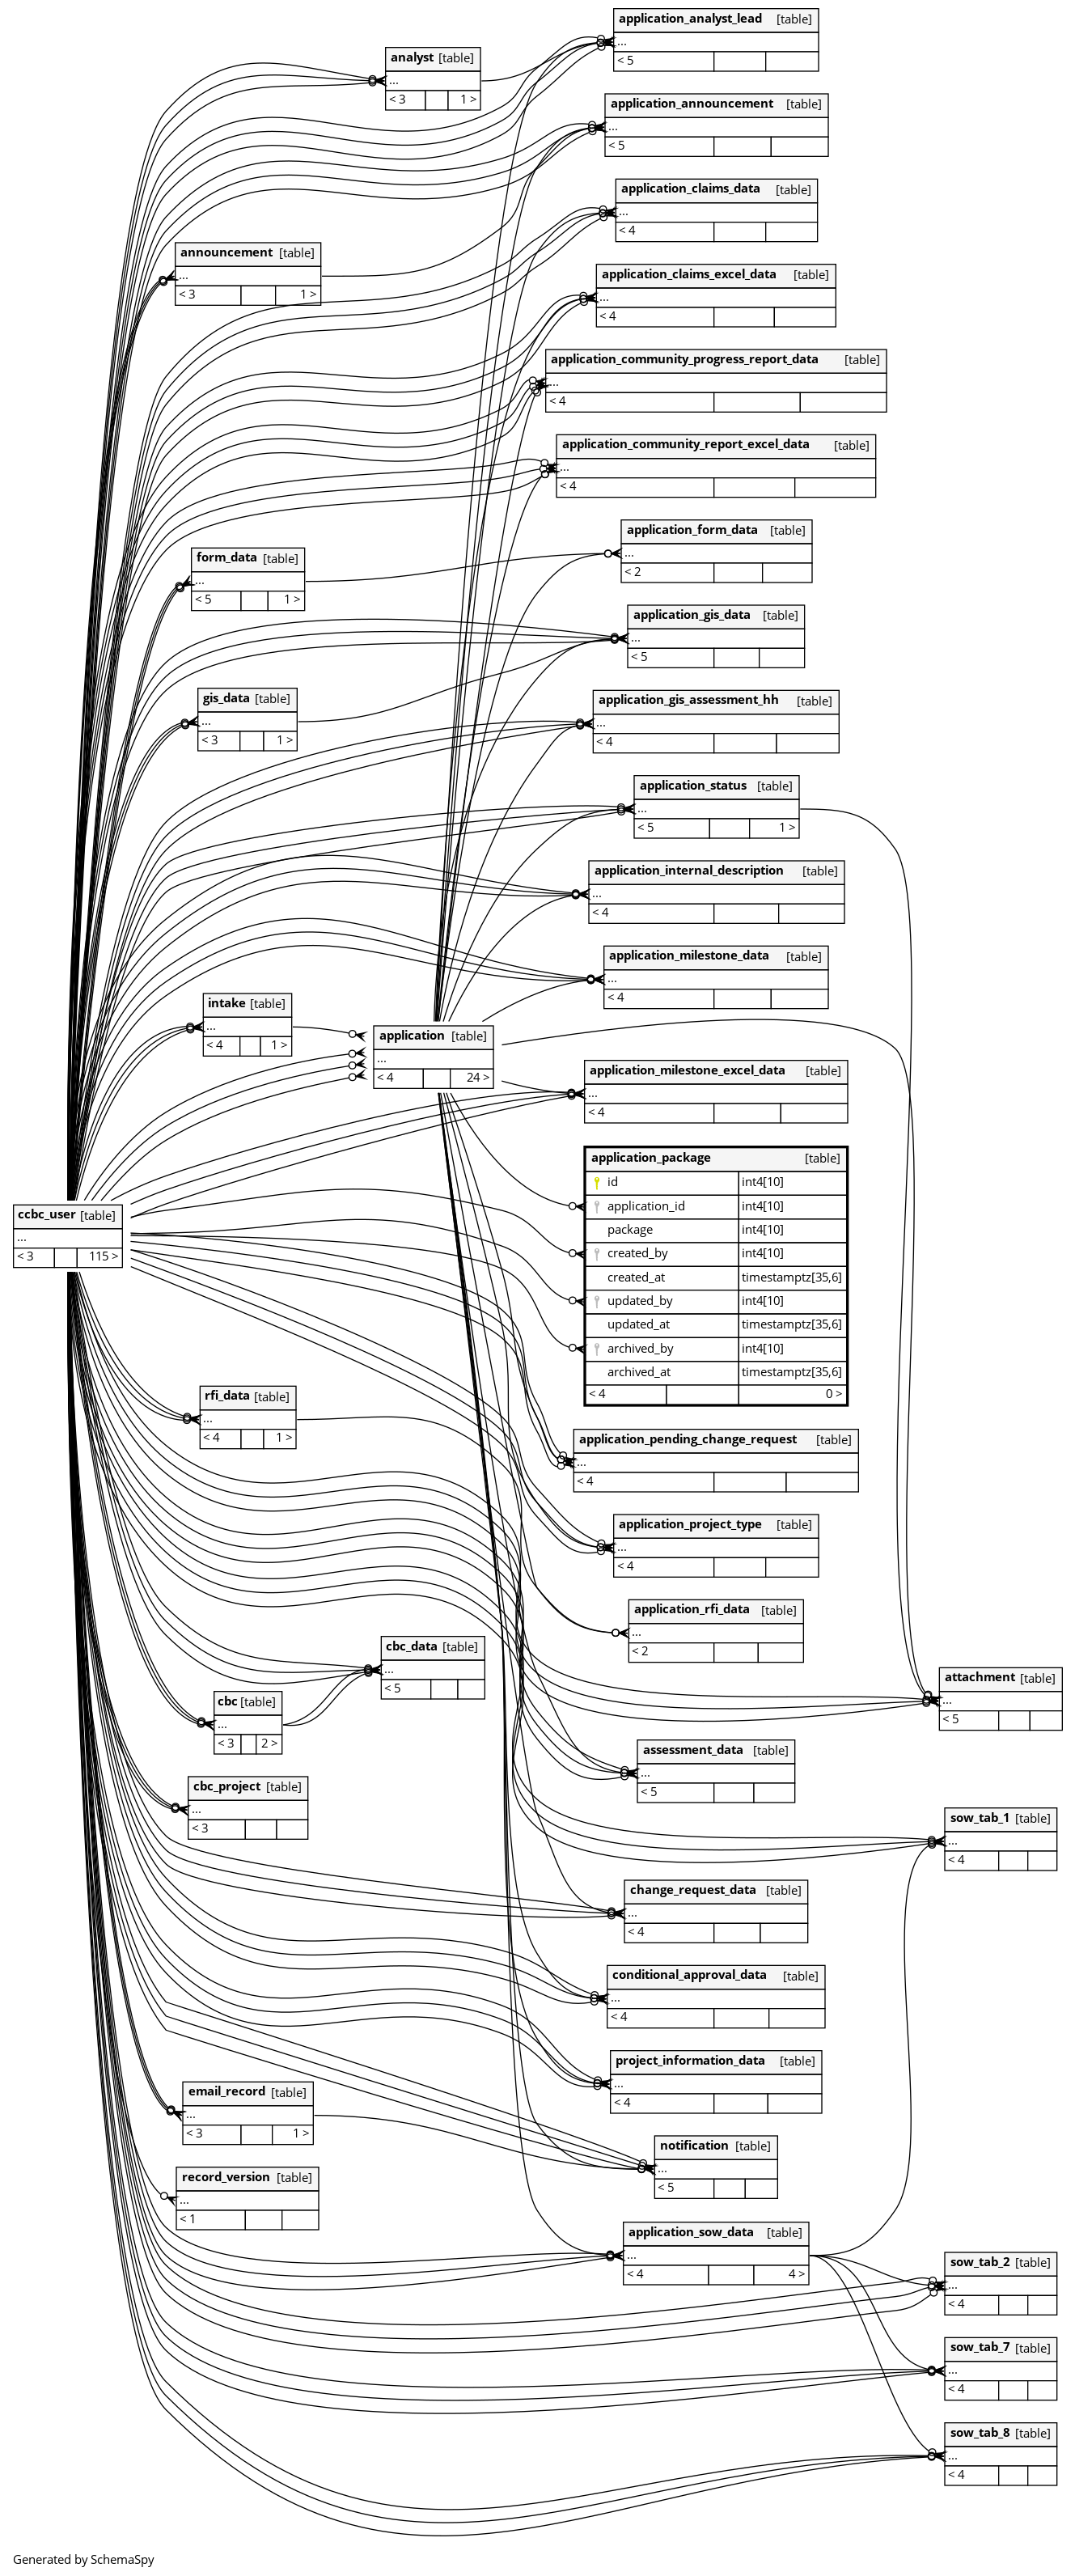 application_analyst_lead [table]
...
< 5
analyst [table]
...
< 3 1 >
application_announcement [table]
...
< 5
application_claims_data [table]
...
< 4
announcement [table]
...
< 3 1 >
application_claims_excel_data [table]
...
< 4
application_community_progress_report_data [table]
...
< 4
application_community_report_excel_data [table]
...
< 4
application_form_data [table]
...
< 2
form_data [table]
...
< 5 1 >
application_gis_data [table]
...
< 5
gis_data [table]
...
< 3 1 >
application_gis_assessment_hh [table]
...
< 4
application_status [table]
...
< 5 1 >
application_internal_description [table]
...
< 4
application_milestone_data [table]
...
< 4
intake [table]
...
< 4 1 >
application [table]
...
< 4 24 >
application_milestone_excel_data [table]
...
< 4
application_package [table]
id int4[10]
application_id int4[10]
package int4[10]
created_by int4[10]
created_at timestamptz[35,6]
updated_by int4[10]
updated_at timestamptz[35,6]
archived_by int4[10]
archived_at timestamptz[35,6]
< 4 0 >
ccbc_user [table]
...
< 3 115 >
rfi_data [table]
...
< 4 1 >
application_pending_change_request [table]
...
< 4
application_project_type [table]
...
< 4
application_rfi_data [table]
...
< 2
cbc_data [table]
...
< 5
attachment [table]
...
< 5
cbc [table]
...
< 3 2 >
assessment_data [table]
...
< 5
cbc_project [table]
...
< 3
sow_tab_1 [table]
...
< 4
change_request_data [table]
...
< 4
conditional_approval_data [table]
...
< 4
project_information_data [table]
...
< 4
email_record [table]
...
< 3 1 >
notification [table]
...
< 5
record_version [table]
...
< 1
application_sow_data [table]
...
< 4 4 >
sow_tab_2 [table]
...
< 4
sow_tab_7 [table]
...
< 4
sow_tab_8 [table]
...
< 4
Generated by SchemaSpy